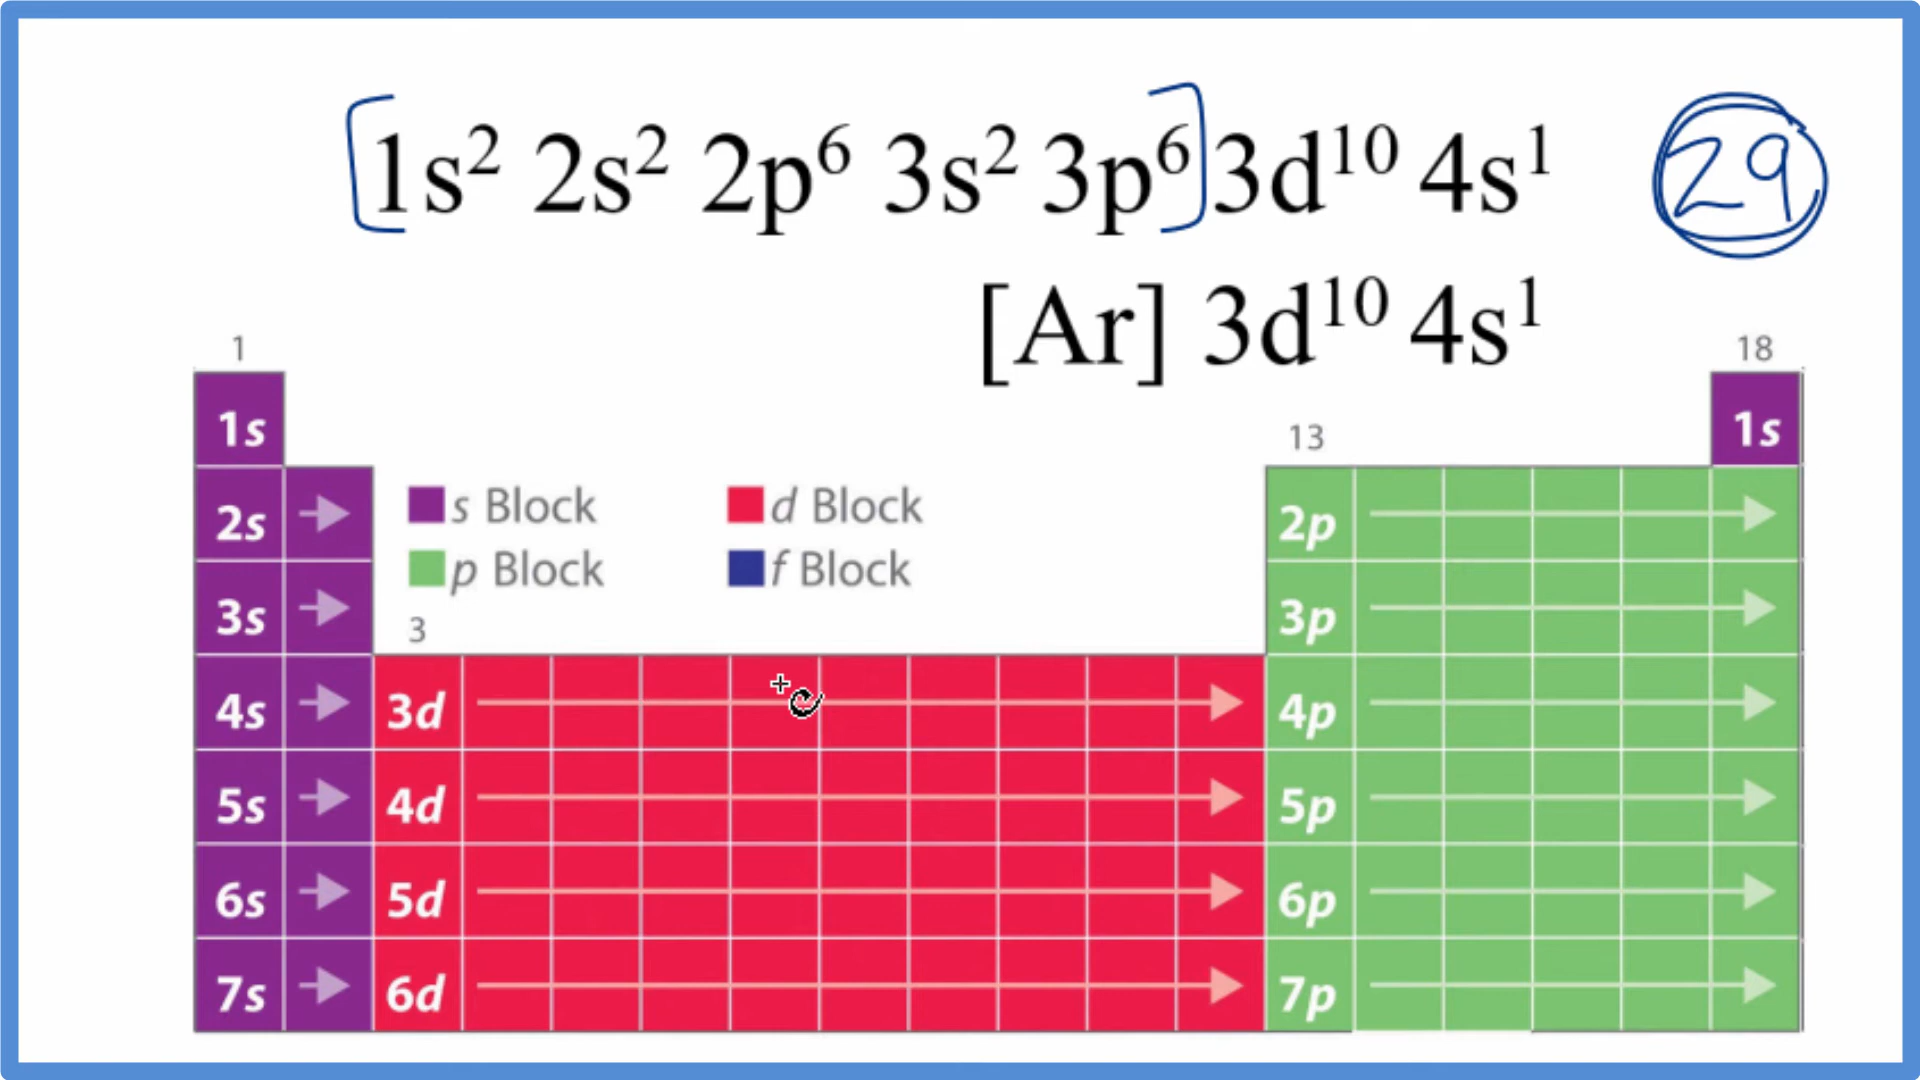 1s² 2s² 2p⁶ 3s² 3p⁶ 3d¹⁰ 4s¹ 29
[Ar] 3d¹⁰ 4s¹
1 18
1s 13 1s
2s s Block d Block 2p
p Block f Block
3s 3 3p
4s 3d 4p
5s 4d 5p
6s 5d 6p
7s 6d 7p